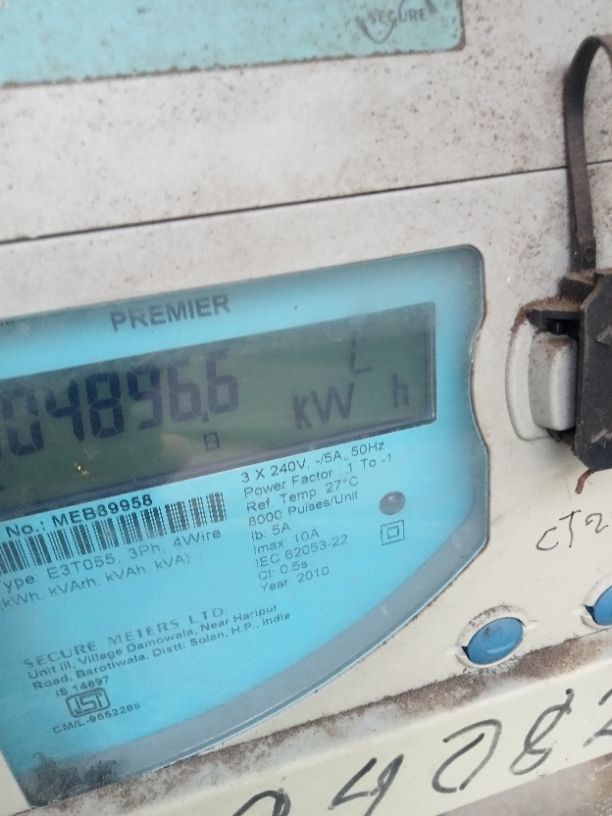 SECURE
PREMIER
048966 L
kW h
3 X 240V, -/5A, 50Hz
Power Factor : 1 To -1
Ref. Temp. 27°C
8000 Pulses/Unit
Ib: 5A
Imax: 10A
IEC 62053-22
Cl: 0.5s
Year 2010
No.: MEB89958
Type: E3T055, 3Ph, 4Wire
(kWh, kVArh, kVAh, kVA)
SECURE METERS LTD.
Unit III, Village Damowala, Near Haripur
Road, Barotiwala, Distt. Solan, H.P., India
IS 14697
ISI
CM/L-9552286
CT2